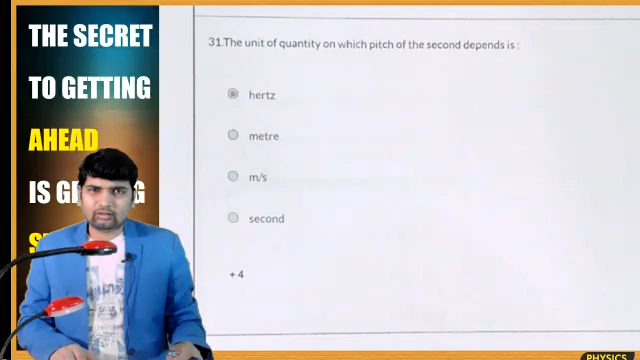 THE SECRET
TO GETTING
AHEAD
IS
31.The unit of quantity on which pitch of the second depends is :
hertz
metre
m/s
second
+4
PHYSICS